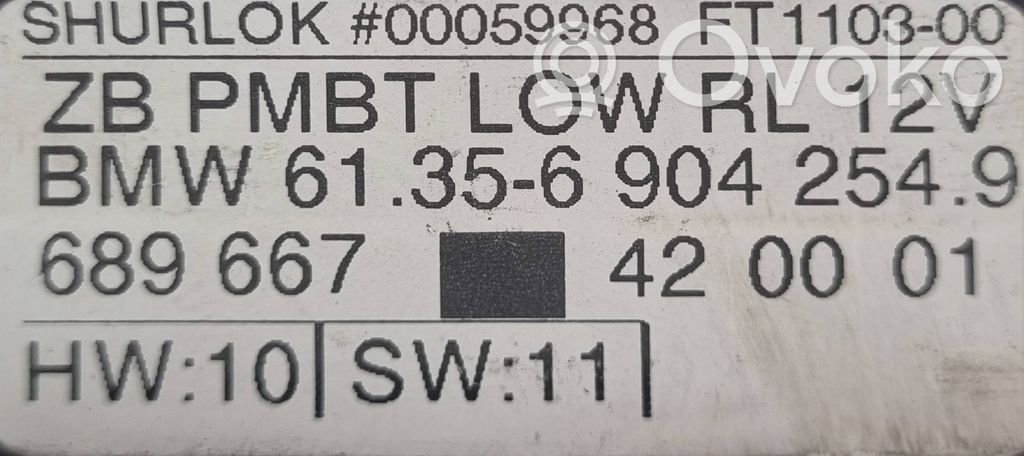 SHURLOK #00059968 FT1103-00
ZB PMBT LOW RL 12V
BMW 61.35-6 904 254.9
689 667 42 00 01
HW:10 SW:11
Ovoko